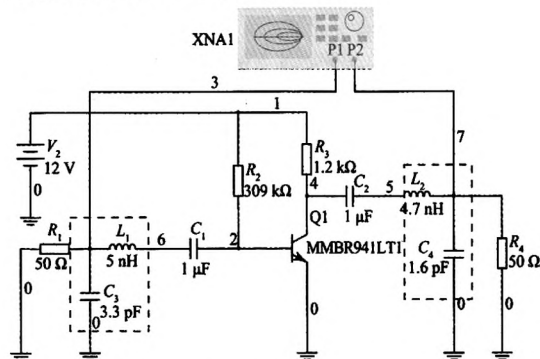 XNA1
P1 P2
3
1
7
V2
12 V
0
R2
309 kΩ
R3
1.2 kΩ
4
C2
1 μF
5
L2
4.7 nH
R1
50 Ω
L1
5 nH
6
C1
1 μF
2
Q1
MMBR941LT1
C4
1.6 pF
R4
50 Ω
C3
3.3 pF
0
0
0
0
0